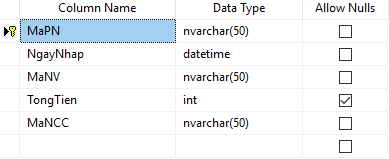 Column Name Data Type Allow Nulls
MaPN nvarchar(50)
NgayNhap datetime
MaNV nvarchar(50)
TongTien int
MaNCC nvarchar(50)